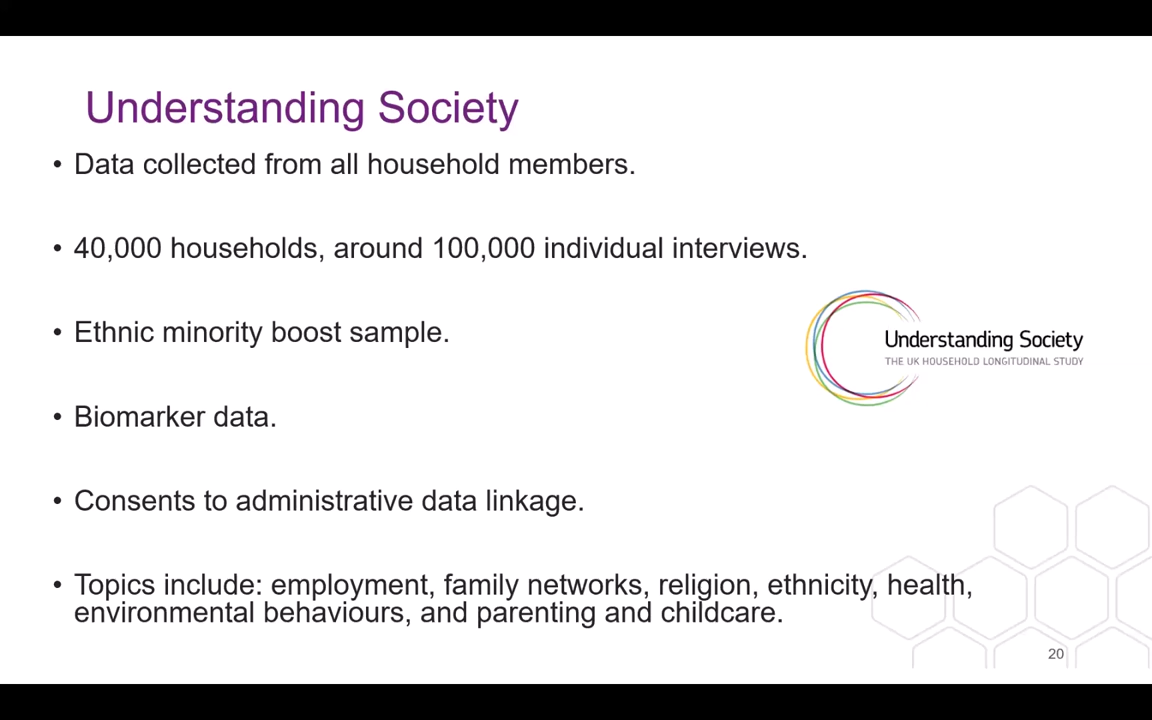 Understanding Society
• Data collected from all household members.
• 40,000 households, around 100,000 individual interviews.
• Ethnic minority boost sample.
Understanding Society
THE UK HOUSEHOLD LONGITUDINAL STUDY
• Biomarker data.
• Consents to administrative data linkage.
• Topics include: employment, family networks, religion, ethnicity, health,
environmental behaviours, and parenting and childcare.
20